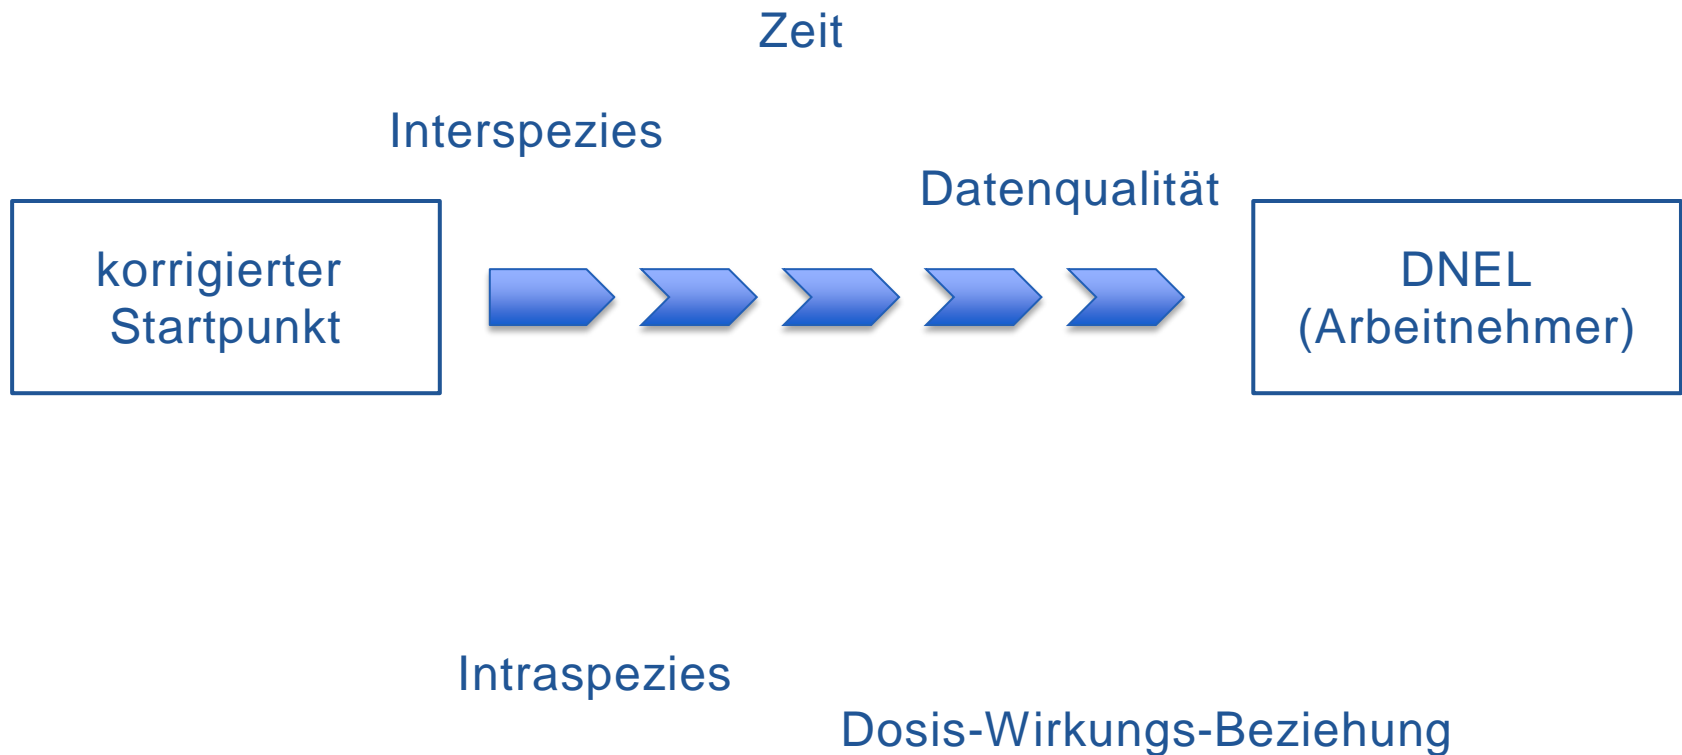 Zeit
Interspezies
Datenqualität
korrigierter
Startpunkt
DNEL
(Arbeitnehmer)
Intraspezies
Dosis-Wirkungs-Beziehung